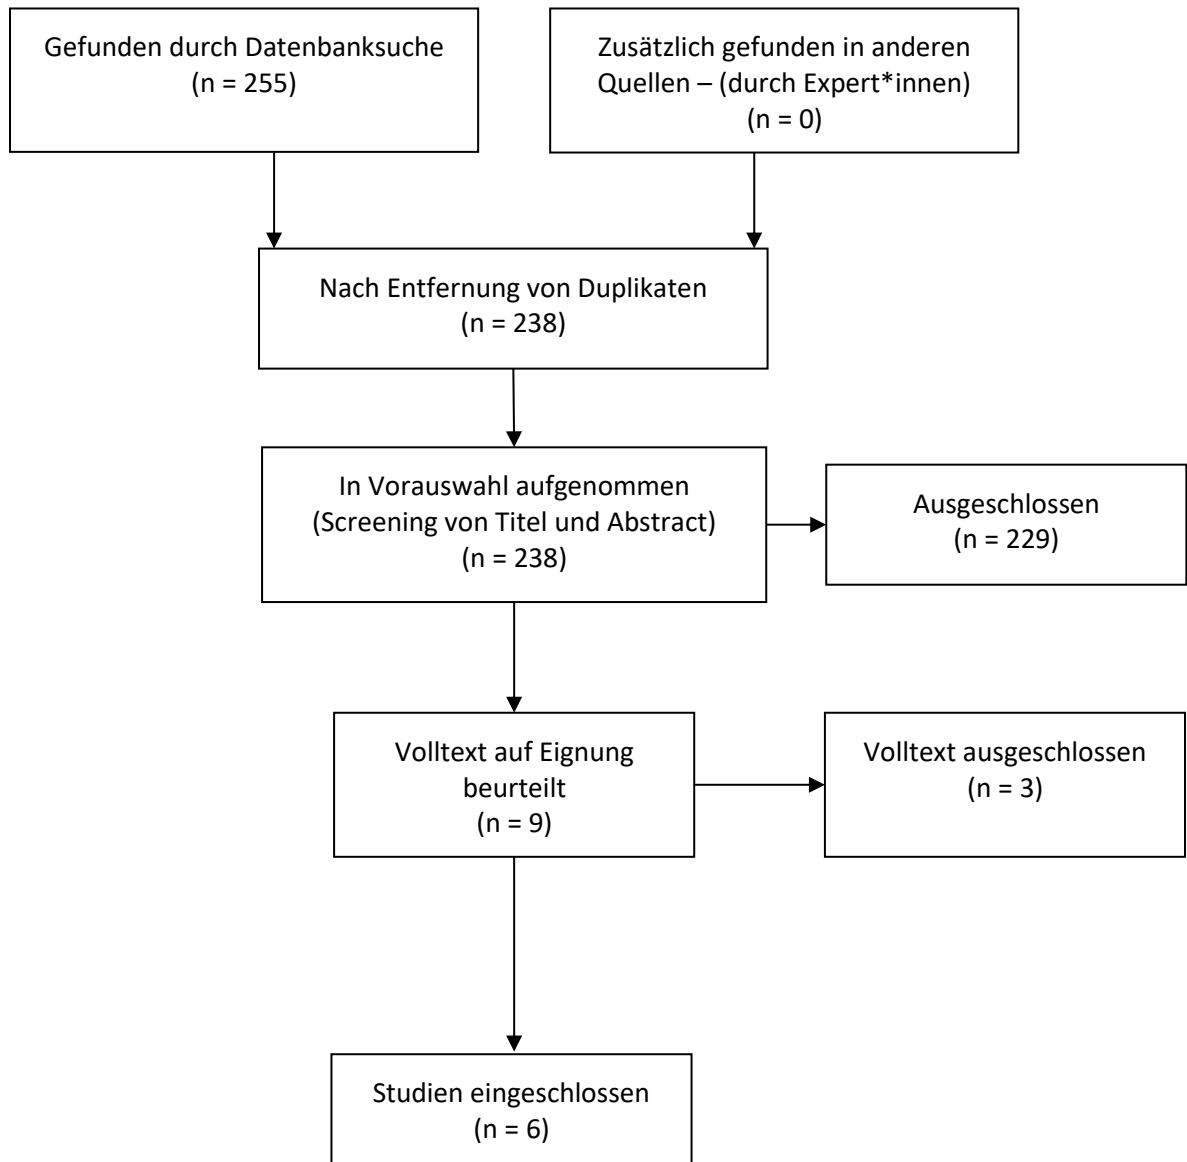 Gefunden durch Datenbanksuche
(n = 255)
Zusätzlich gefunden in anderen
Quellen – (durch Expert*innen)
(n = 0)
Nach Entfernung von Duplikaten
(n = 238)
In Vorauswahl aufgenommen
(Screening von Titel und Abstract)
(n = 238)
Ausgeschlossen
(n = 229)
Volltext auf Eignung
beurteilt
(n = 9)
Volltext ausgeschlossen
(n = 3)
Studien eingeschlossen
(n = 6)